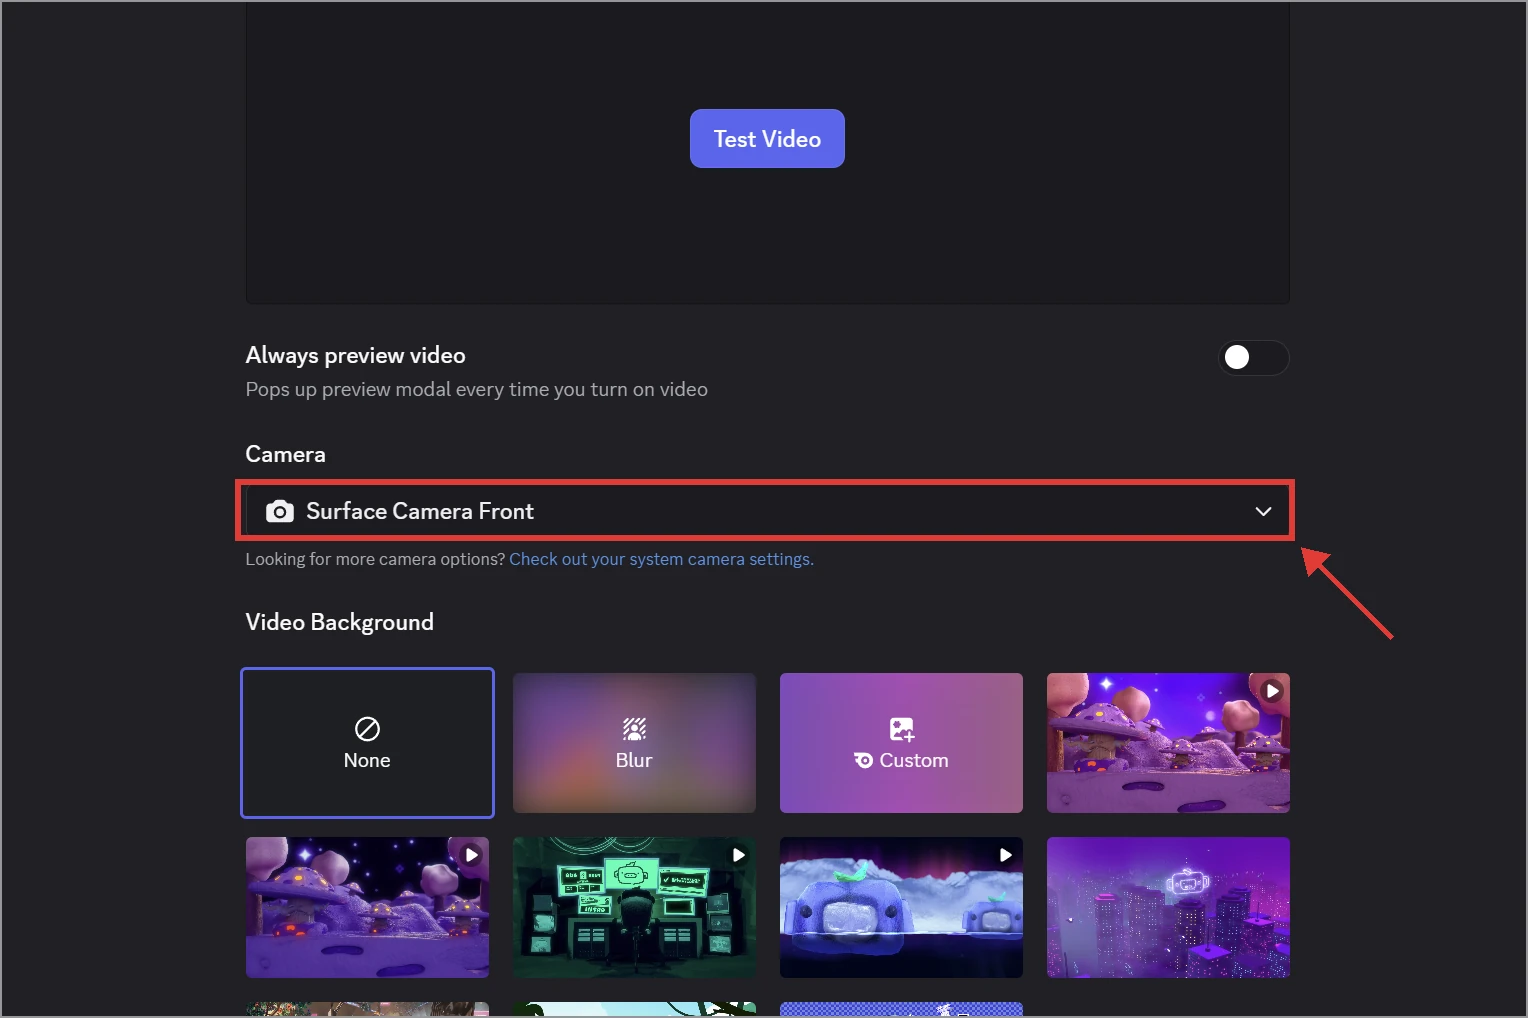 Test Video
Always preview video
Pops up preview modal every time you turn on video
Camera
Surface Camera Front
Looking for more camera options? Check out your system camera settings.
Video Background
None
Blur
Custom